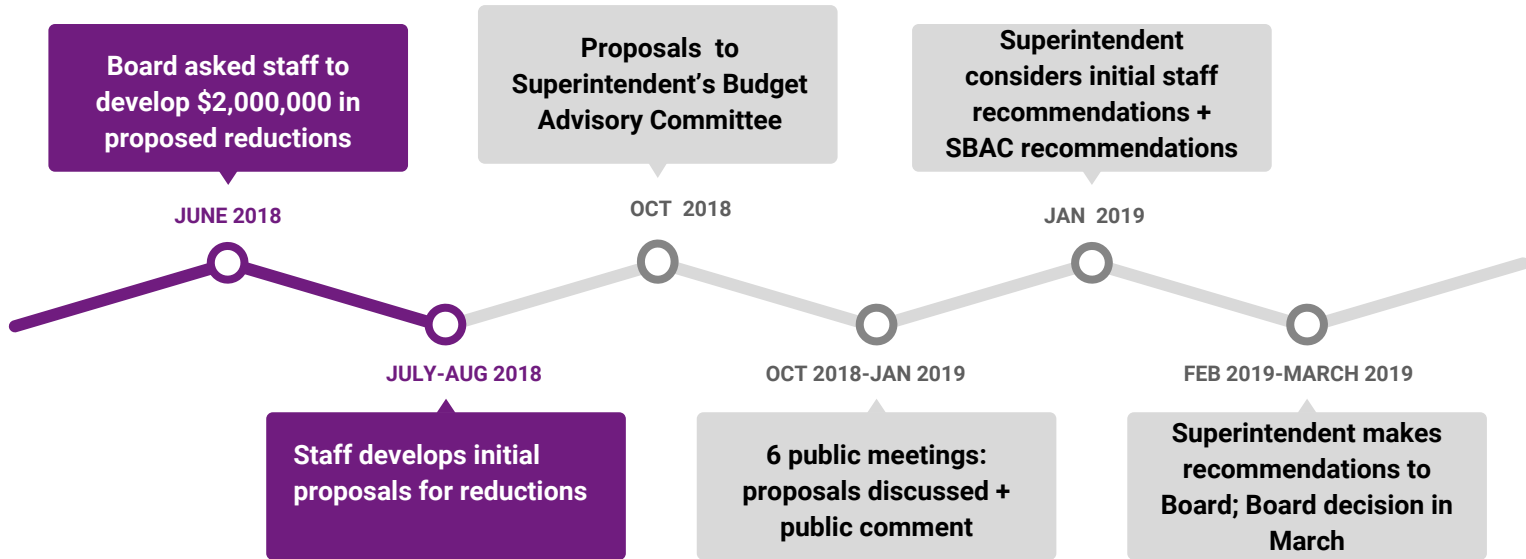 Board asked staff to
develop $2,000,000 in
proposed reductions
JUNE 2018
Proposals to
Superintendent's Budget
Advisory Committee
OCT 2018
Superintendent
considers initial staff
recommendations +
SBAC recommendations
JAN 2019
JULY-AUG 2018
Staff develops initial
proposals for reductions
OCT 2018-JAN 2019
6 public meetings:
proposals discussed +
public comment
FEB 2019-MARCH 2019
Superintendent makes
recommendations to
Board; Board decision in
March